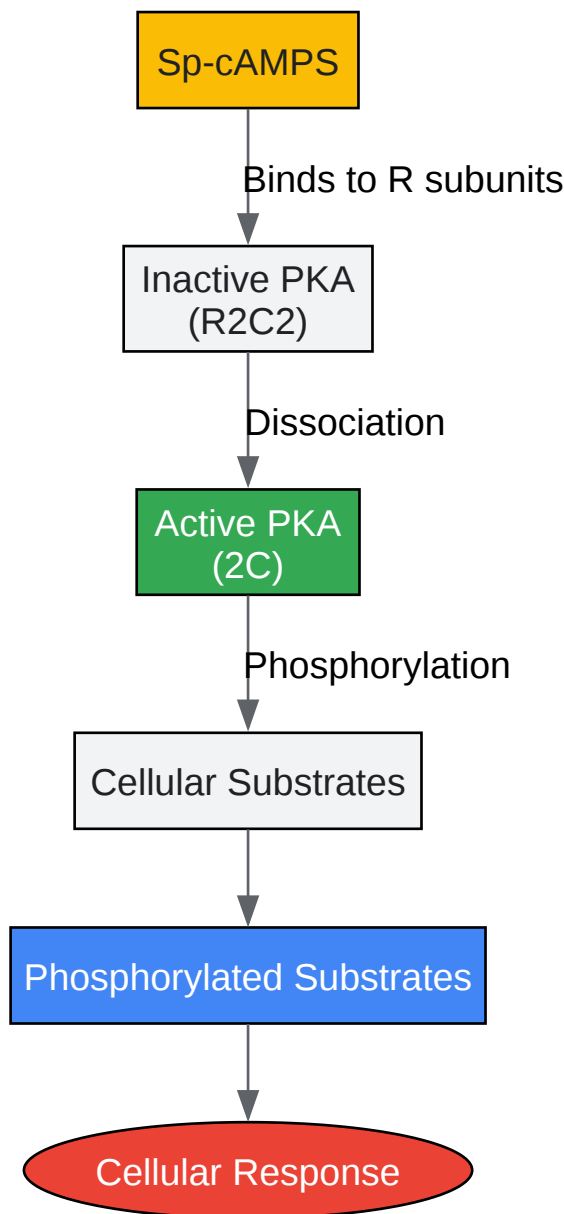 Sp-cAMPS
Binds to R subunits
Inactive PKA
(R2C2)
Dissociation
Active PKA
(2C)
Phosphorylation
Cellular Substrates
Phosphorylated Substrates
Cellular Response